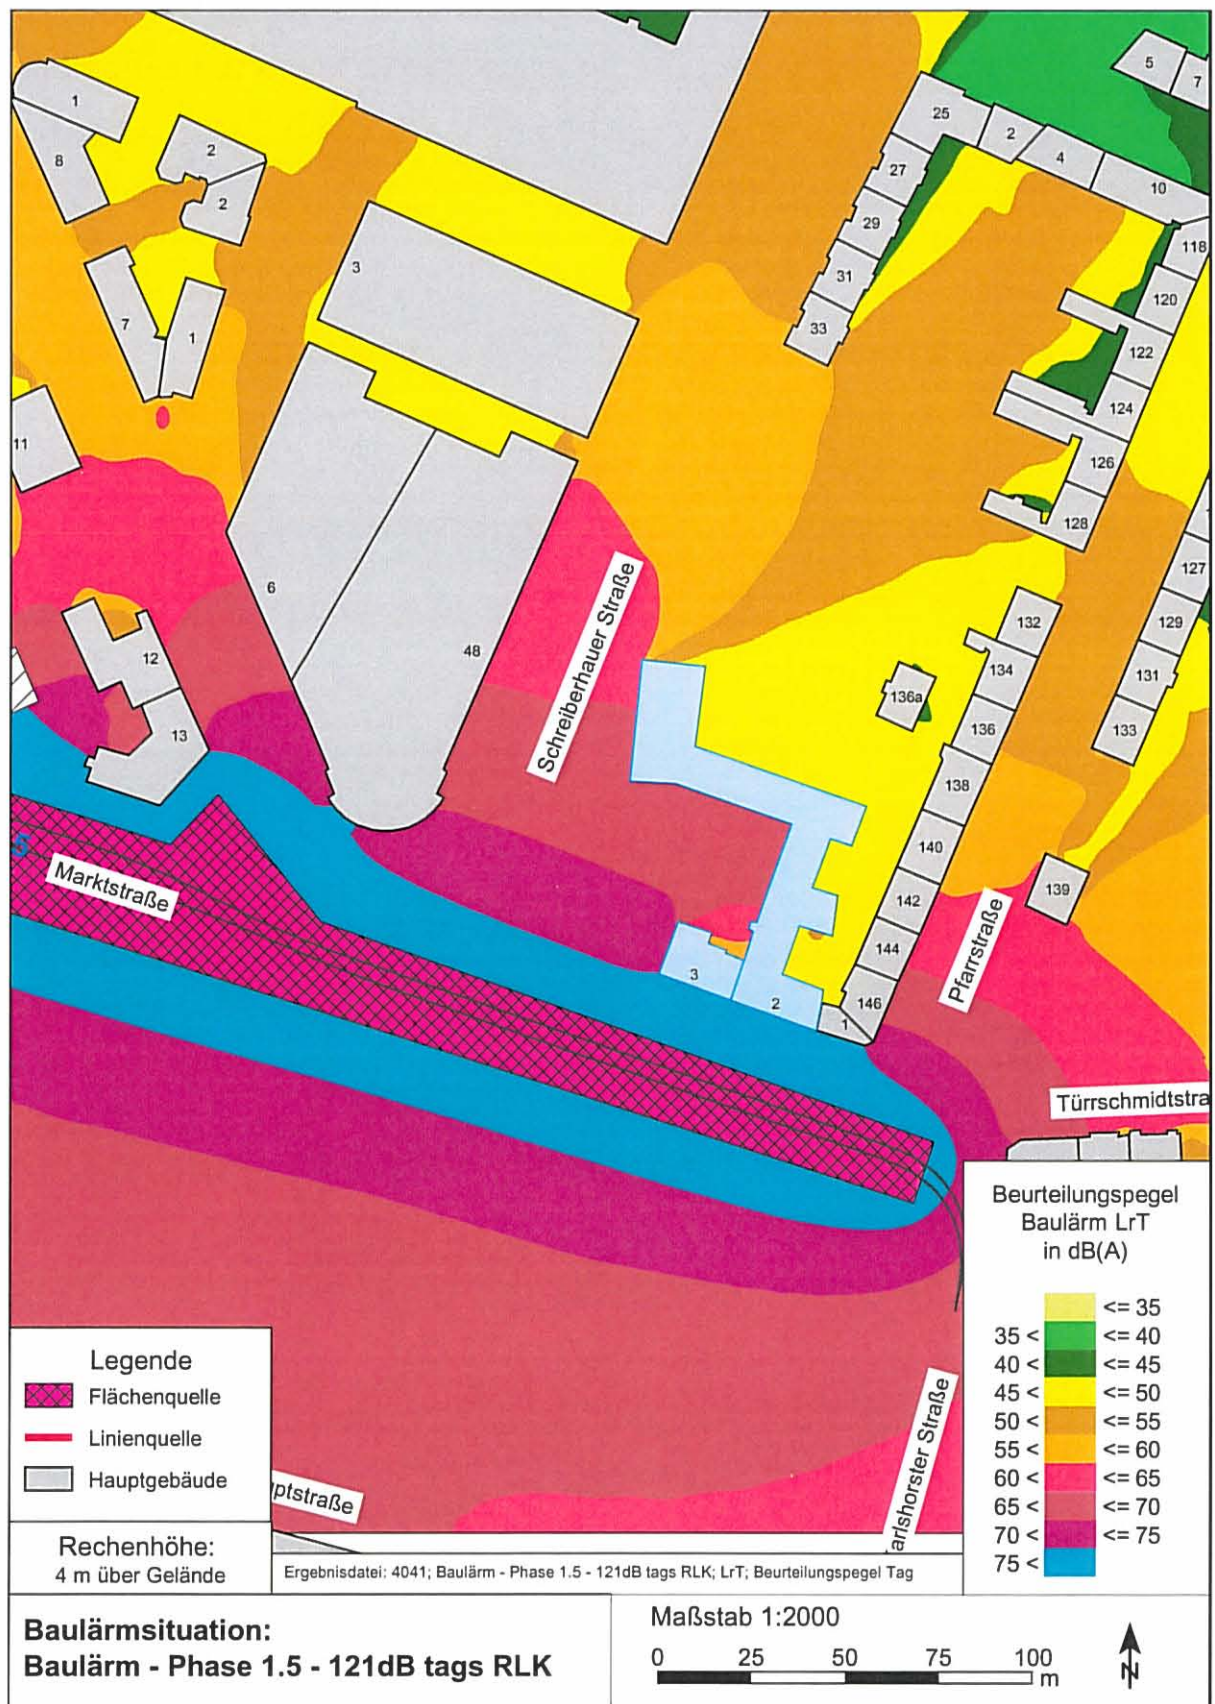 5
7
1
8
2
2
25
2
4
10
27
29
31
33
118
120
122
124
126
128
3
7
1
11
6
48
12
13
Schreiberhauer Straße
127
129
131
133
132
134
136a
136
138
140
142
144
146
139
Pfarrstraße
3
2
1
5
Marktstraße
Türrschmidtstra
arlshorster Straße
ptstraße
Beurteilungspegel
Baulärm LrT
in dB(A)
<= 35
35 < <= 40
40 < <= 45
45 < <= 50
50 < <= 55
55 < <= 60
60 < <= 65
65 < <= 70
70 < <= 75
75 <
Legende
Flächenquelle
Linienquelle
Hauptgebäude
Rechenhöhe:
4 m über Gelände
Ergebnisdatei: 4041; Baulärm - Phase 1.5 - 121dB tags RLK; LrT; Beurteilungspegel Tag
Baulärmsituation:
Baulärm - Phase 1.5 - 121dB tags RLK
Maßstab 1:2000
0 25 50 75 100
m
N